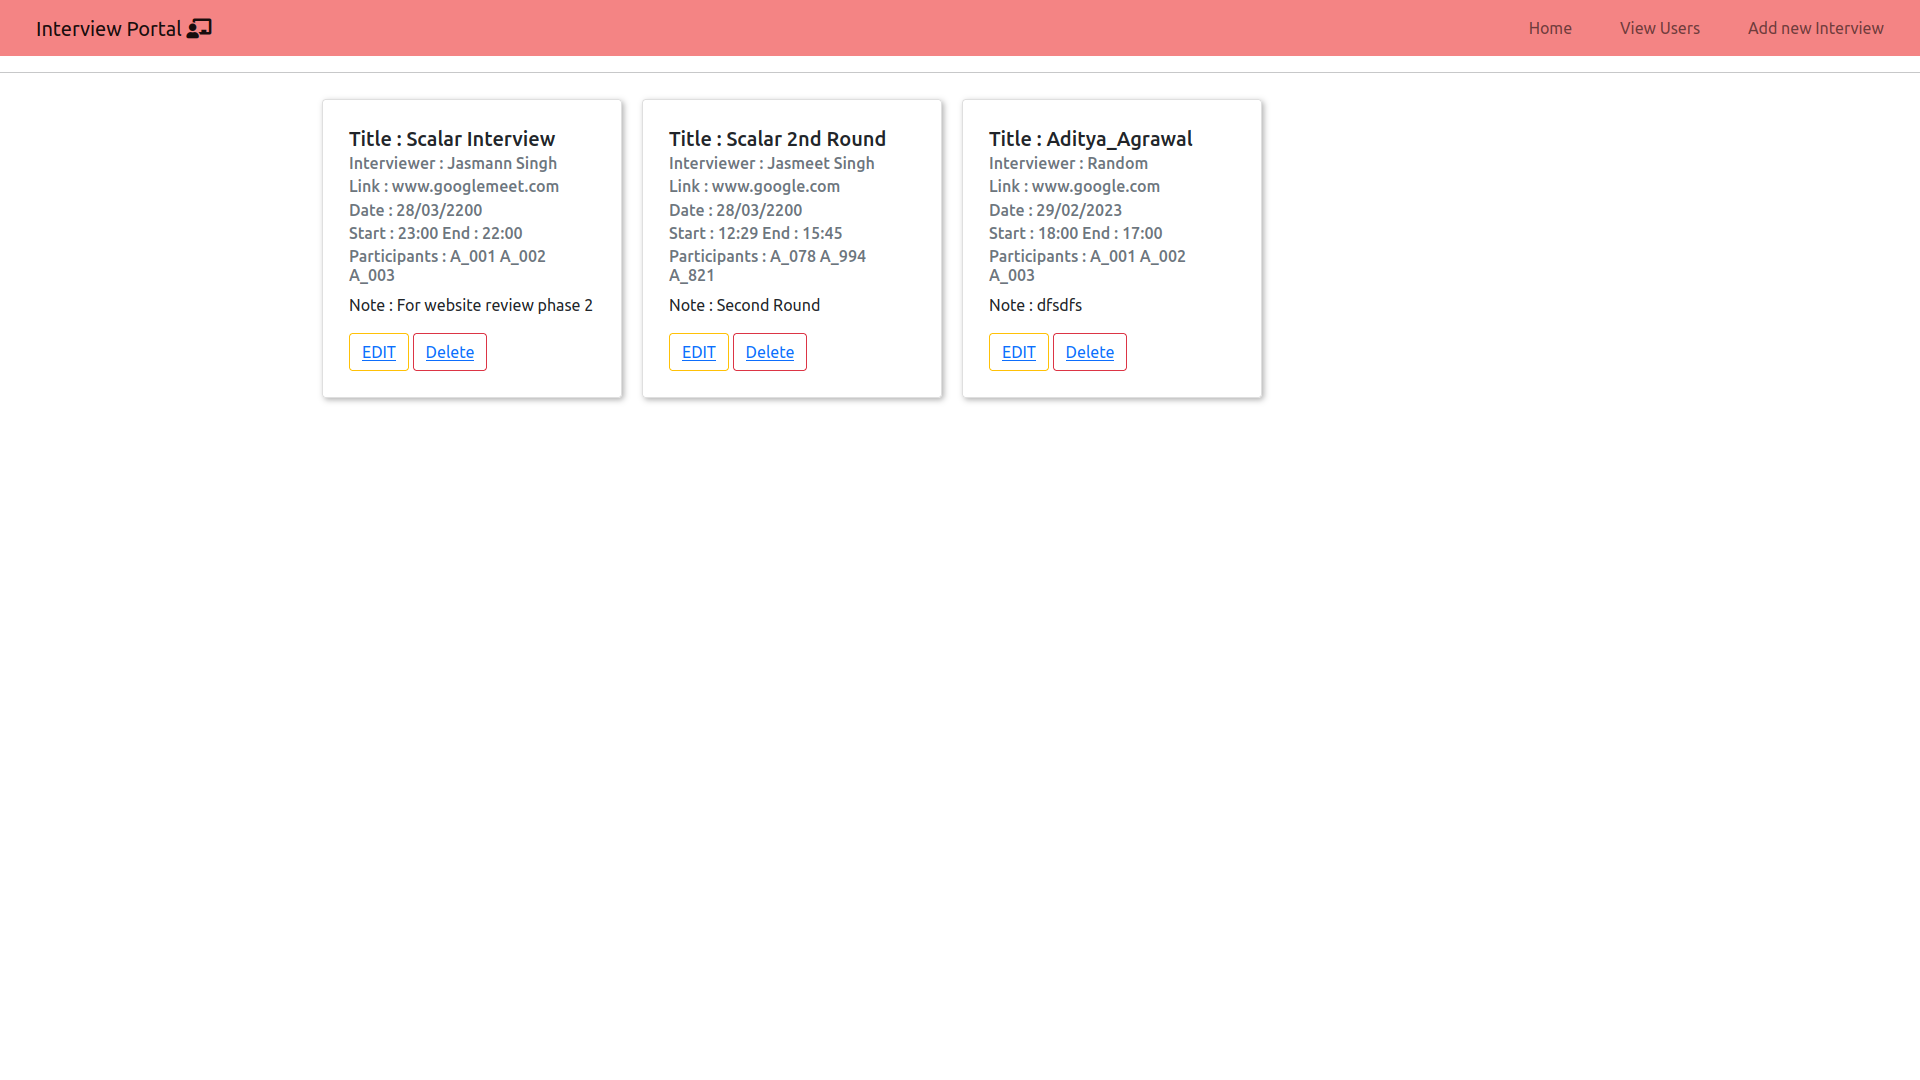 Interview Portal
Home
View Users
Add new Interview
Title : Scalar Interview
Interviewer : Jasmann Singh
Link : www.googlemeet.com
Date : 28/03/2200
Start : 23:00 End : 22:00
Participants : A_001 A_002
A_003
Note : For website review phase 2
EDIT
Delete
Title : Scalar 2nd Round
Interviewer : Jasmeet Singh
Link : www.google.com
Date : 28/03/2200
Start : 12:29 End : 15:45
Participants : A_078 A_994
A_821
Note : Second Round
EDIT
Delete
Title : Aditya_Agrawal
Interviewer : Random
Link : www.google.com
Date : 29/02/2023
Start : 18:00 End : 17:00
Participants : A_001 A_002
A_003
Note : dfsdfs
EDIT
Delete